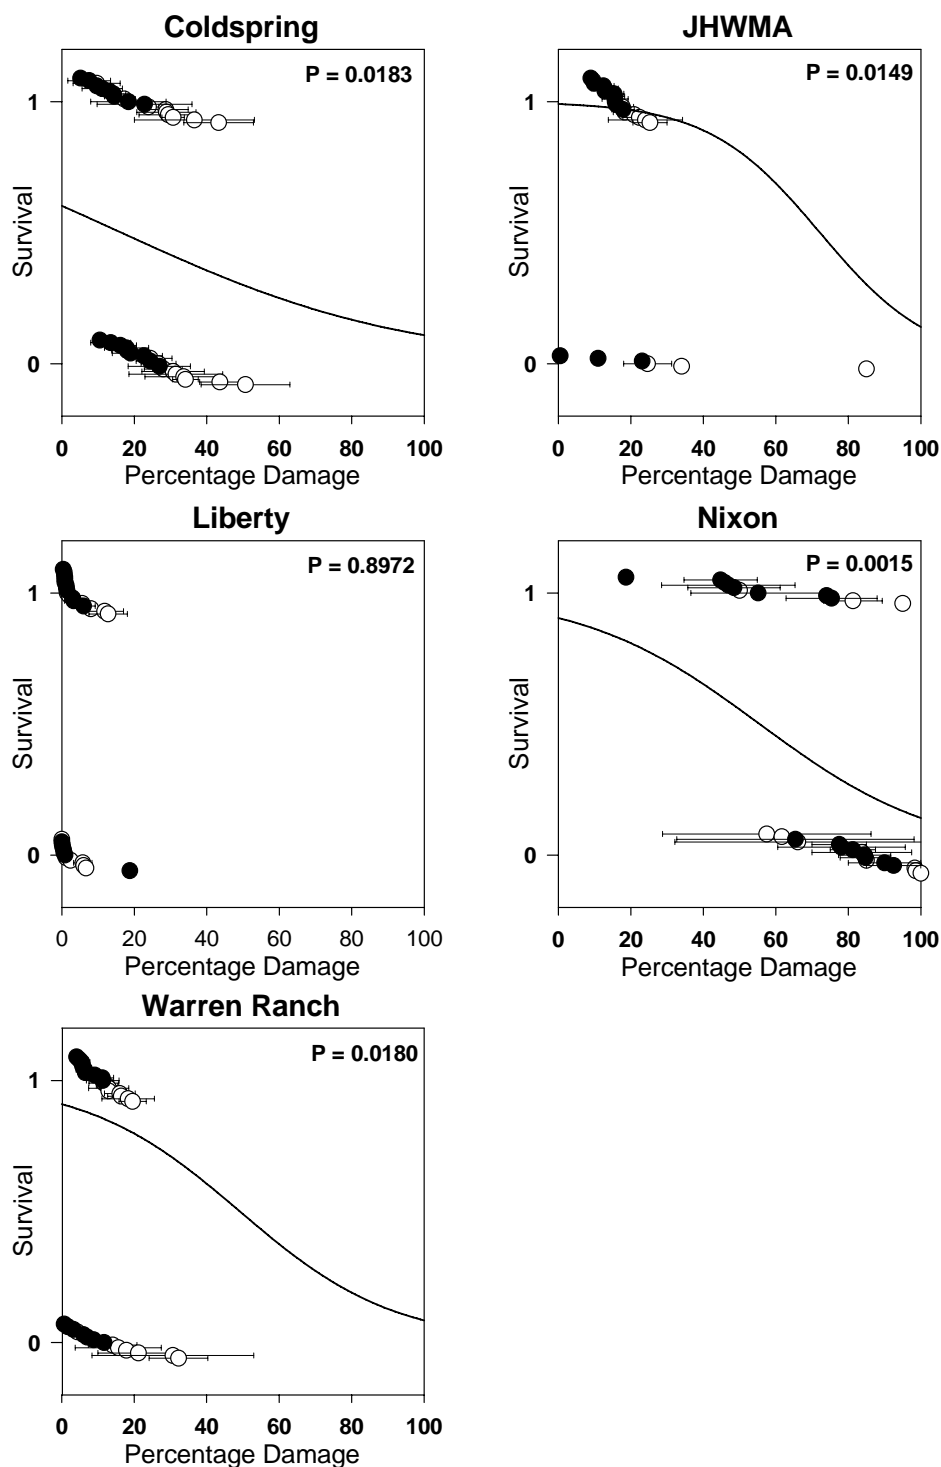 Coldspring
P = 0.0183
1
0
Survival
0 20 40 60 80 100
Percentage Damage
JHWMA
P = 0.0149
1
0
Survival
0 20 40 60 80 100
Percentage Damage
Liberty
P = 0.8972
1
0
Survival
0 20 40 60 80 100
Percentage Damage
Nixon
P = 0.0015
1
0
Survival
0 20 40 60 80 100
Percentage Damage
Warren Ranch
P = 0.0180
1
0
Survival
0 20 40 60 80 100
Percentage Damage